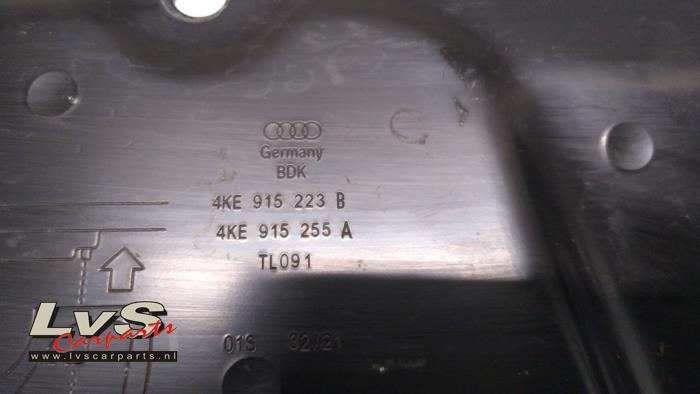 Germany
BDK
4KE 915 223 B
4KE 915 255 A
TL091
01S 32/21
LvS
Carparts
www.lvscarparts.nl